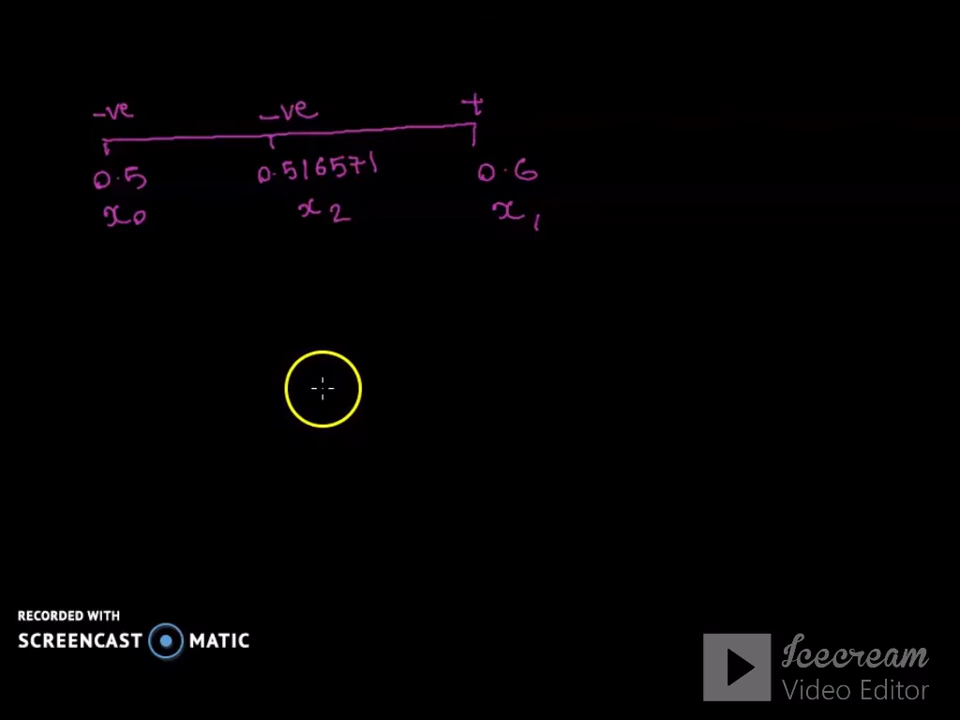 -ve -ve +
0.5 0.516571 0.6
x0 x2 x1
RECORDED WITH
SCREENCAST MATIC
Icecream
Video Editor